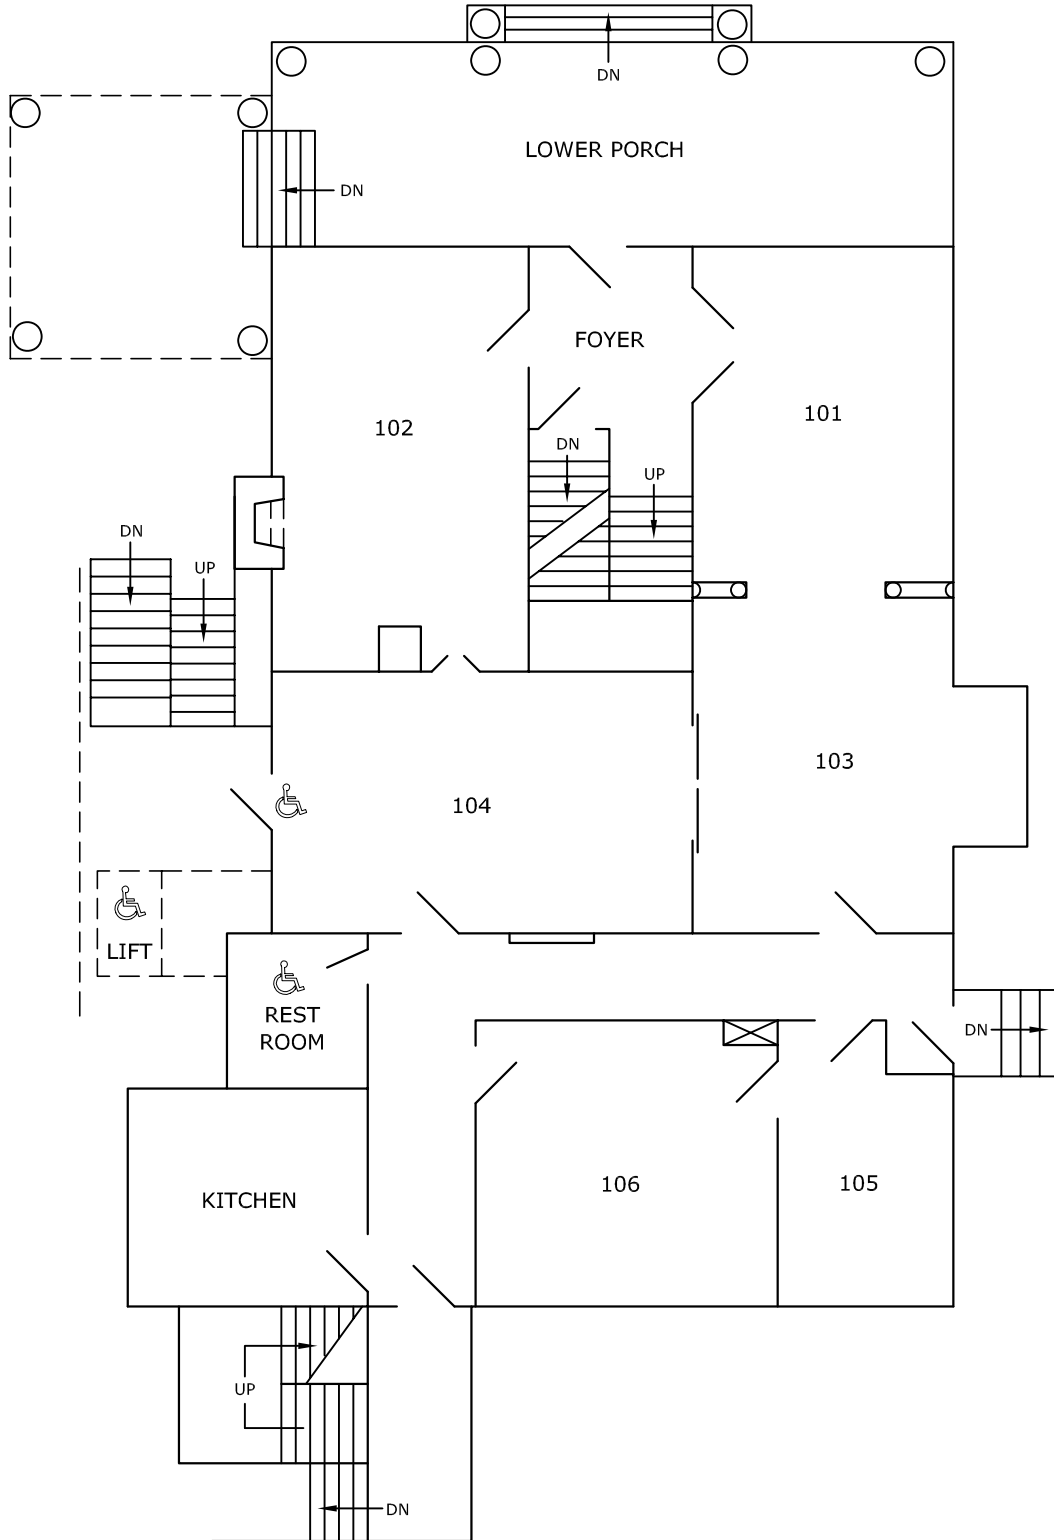 DN
LOWER PORCH
DN
FOYER
101
102
DN
UP
DN
UP
103
104
LIFT
REST
ROOM
DN
106
105
KITCHEN
UP
DN